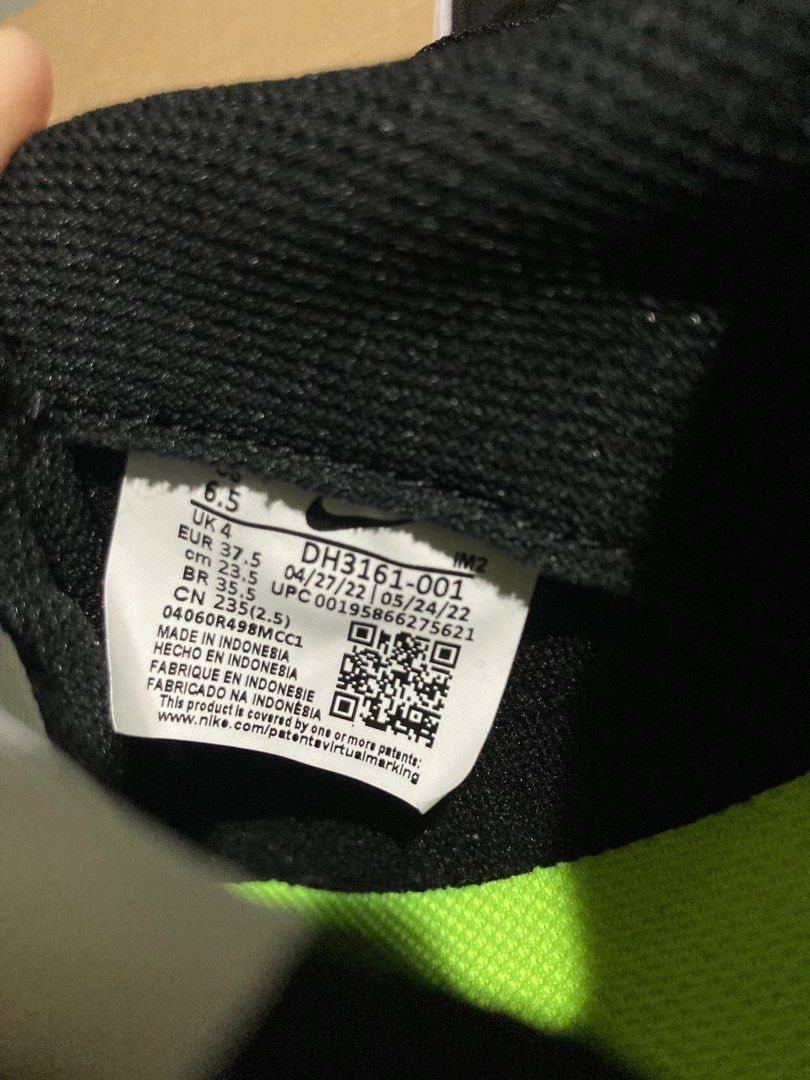 6.5
UK 4
EUR 37.5
cm 23.5
BR 35.5
CN 235(2.5)
IM2
DH3161-001
04/27/22 | 05/24/22
UPC 00195866275621
04060R498MCC1
MADE IN INDONESIA
HECHO EN INDONESIA
FABRIQUE EN INDONESIE
FABRICADO NA INDONÉSIA
This product is covered by one or more patents:
www.nike.com/patentsvirtualmarking